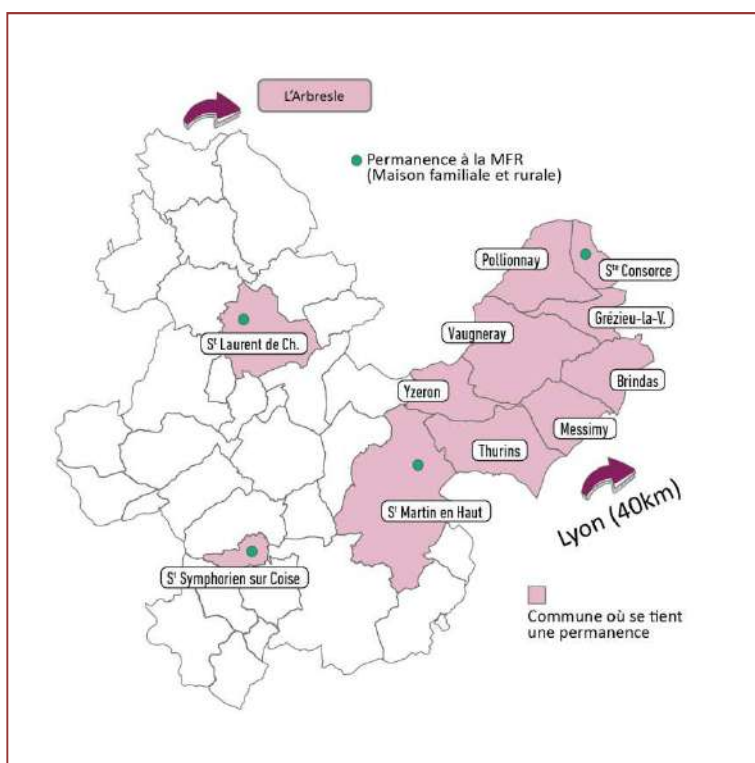 L'Arbresle
Permanence à la MFR
(Maison familiale et rurale)
Pollionnay
Sᵗᵉ Consorce
Grézieu-la-V.
Vaugneray
Sᵗ Laurent de Ch.
Brindas
Yzeron
Messimy
Thurins
Lyon (40km)
Sᵗ Martin en Haut
Sᵗ Symphorien sur Coise
Commune où se tient
une permanence